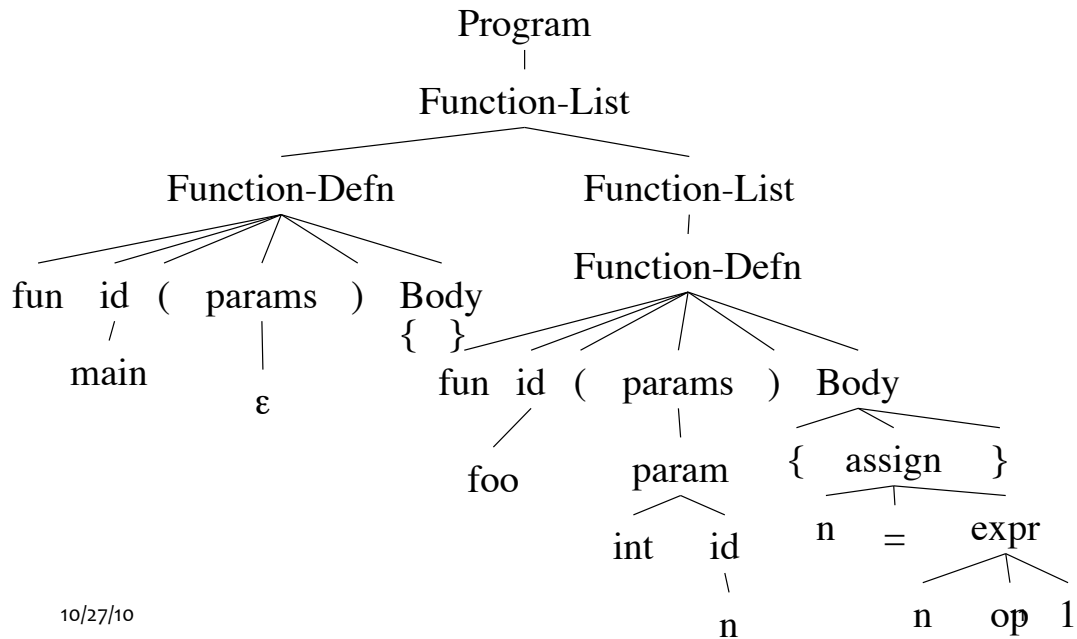 Program
Function-List
Function-Defn Function-List
Function-Defn
fun id ( params ) Body
{ }
main
ε
fun id ( params ) Body
foo
param
{ assign }
int id
n = expr
n
n op 1
10/27/10